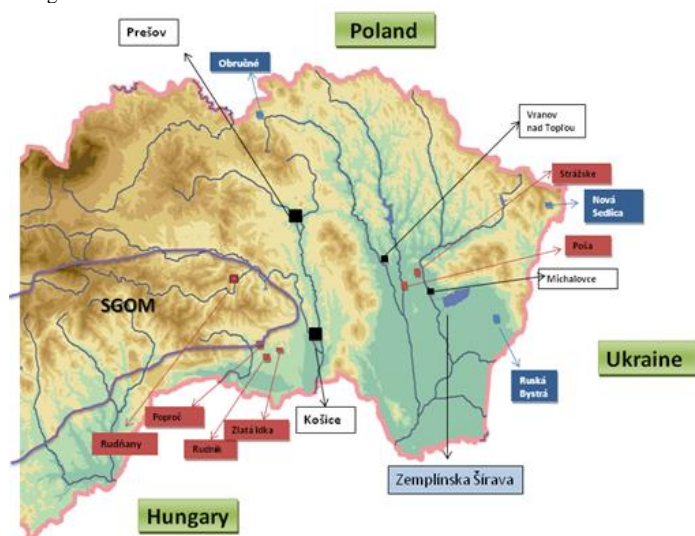 Poland
Prešov
Obručné
Vranov
nad Topľou
Strážske
Nová
Sedlica
Poša
Michalovce
SGOM
Ukraine
Ruská
Bystrá
Poproč
Košice
Zlatá Idka
Rudňany
Rudník
Zemplínska Šírava
Hungary